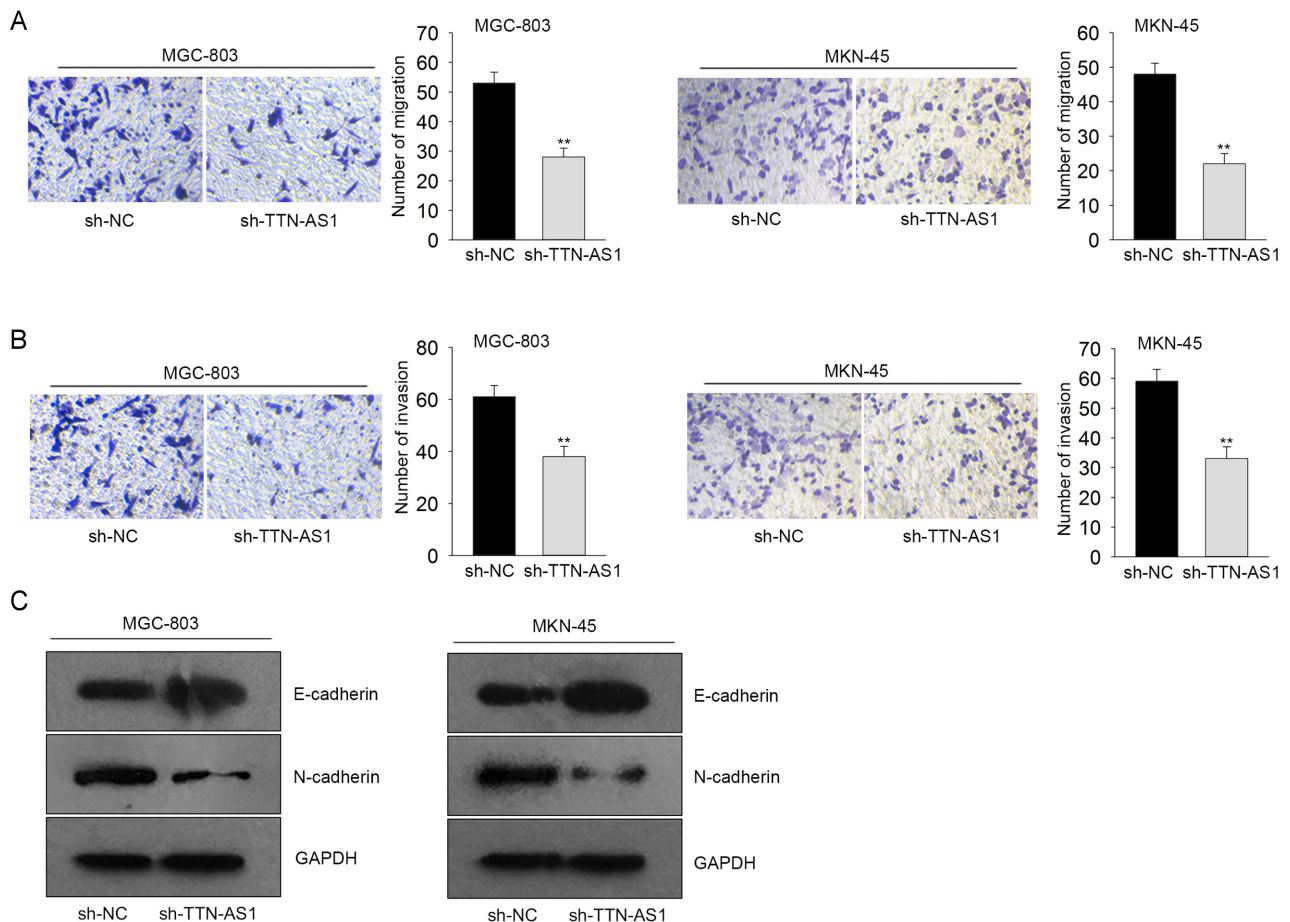 A
MGC-803
sh-NC
sh-TTN-AS1
MGC-803
Number of migration
70
60
50
40
30
20
10
0
**
sh-NC
sh-TTN-AS1
MKN-45
sh-NC
sh-TTN-AS1
MKN-45
Number of migration
60
50
40
30
20
10
0
**
sh-NC
sh-TTN-AS1
B
MGC-803
sh-NC
sh-TTN-AS1
MGC-803
Number of invasion
80
60
40
20
0
**
sh-NC
sh-TTN-AS1
MKN-45
sh-NC
sh-TTN-AS1
MKN-45
Number of invasion
70
60
50
40
30
20
10
0
**
sh-NC
sh-TTN-AS1
C
MGC-803
E-cadherin
N-cadherin
GAPDH
sh-NC
sh-TTN-AS1
MKN-45
E-cadherin
N-cadherin
GAPDH
sh-NC
sh-TTN-AS1